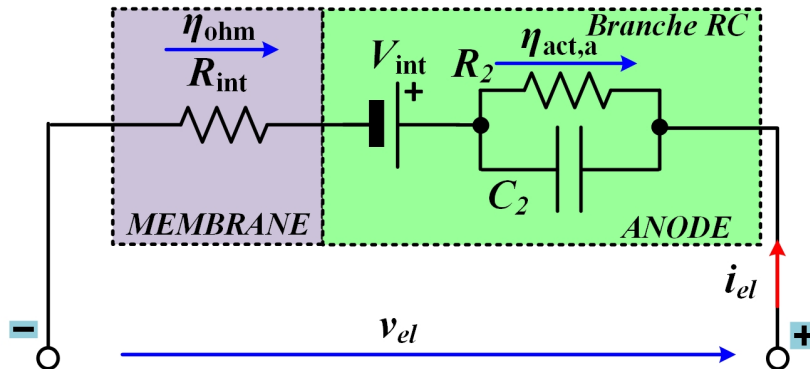 η_ohm
R_int
V_int
+
Branche RC
η_act,a
R_2
C_2
MEMBRANE
ANODE
i_el
−
v_el
+